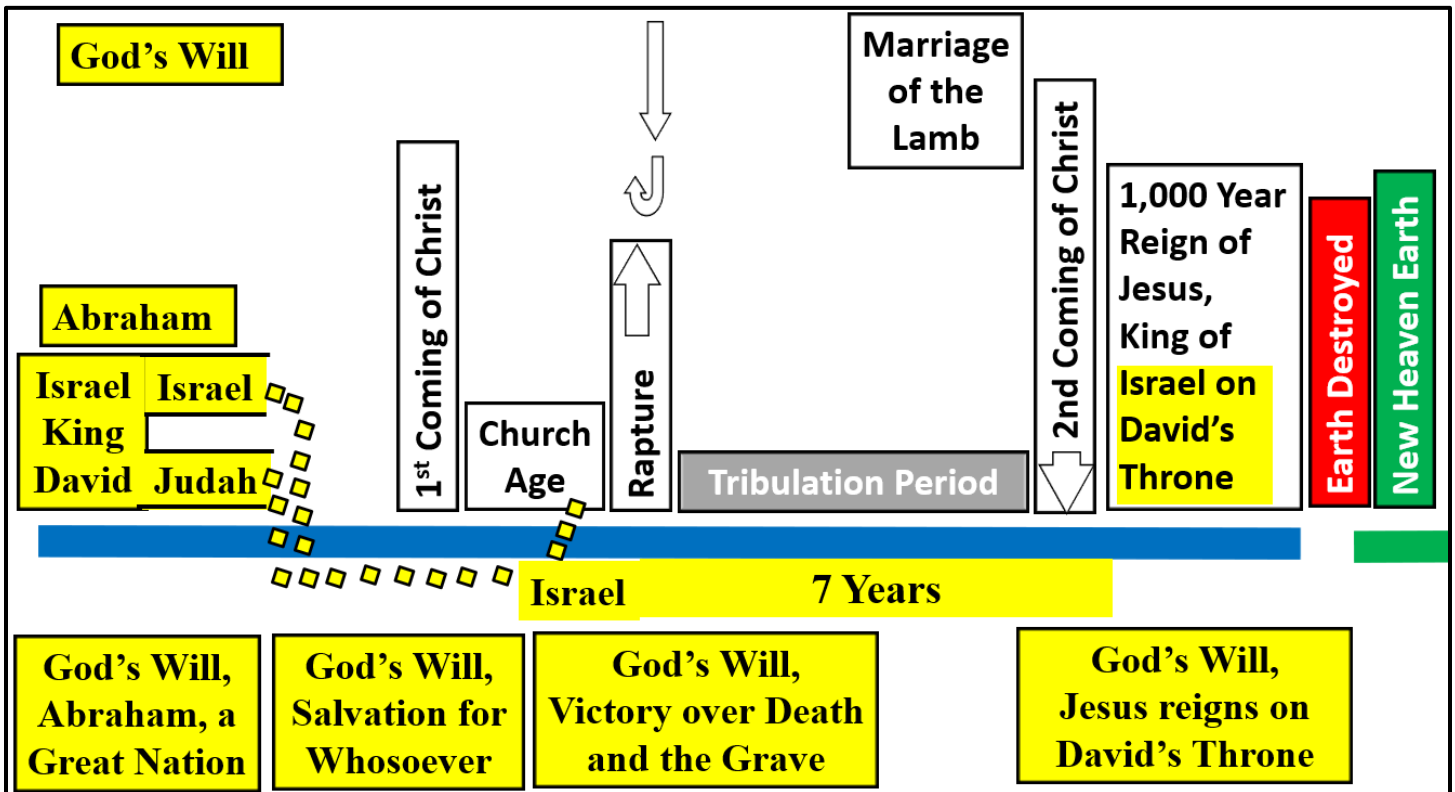 God's Will
Marriage
of the
Lamb
Abraham
Israel
King
David
Israel
Judah
1st Coming of Christ
Church
Age
Rapture
Tribulation Period
2nd Coming of Christ
1,000 Year
Reign of
Jesus,
King of
Israel on
David's
Throne
Earth Destroyed
New Heaven Earth
Israel
7 Years
God's Will,
Abraham, a
Great Nation
God's Will,
Salvation for
Whosoever
God's Will,
Victory over Death
and the Grave
God's Will,
Jesus reigns on
David's Throne